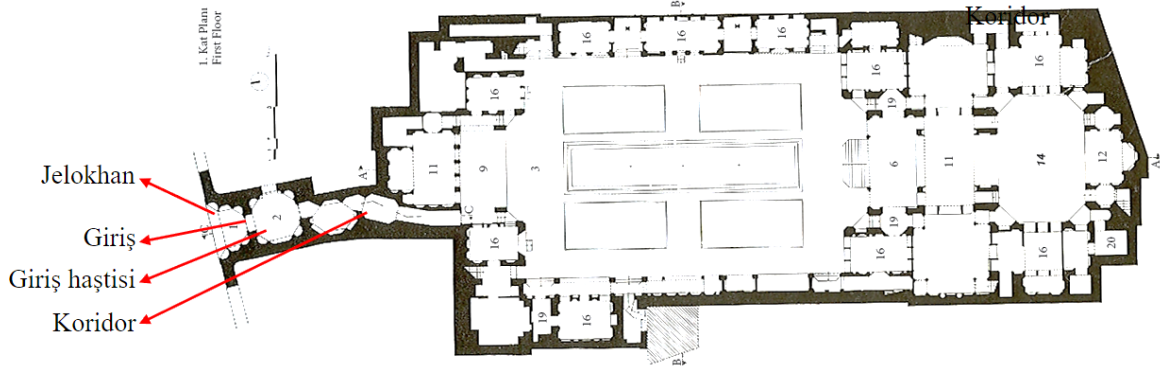 1. Kat Planı
First Floor
Koridor
B
16
16
16
16
16
16
19
A
11
9
3
6
11
14
12
A
Jelokhan
Giriş
Giriş haştisi
Koridor
C
1
2
C
16
19
16
16
20
19
16
B